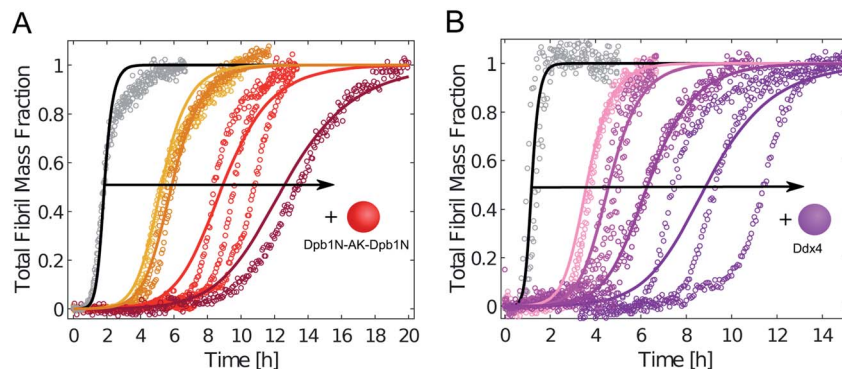 A
Total Fibril Mass Fraction
1
0.8
0.6
0.4
0.2
0
+
Dpb1N-AK-Dpb1N
0 2 4 6 8 10 12 14 16 18 20
Time [h]
B
Total Fibril Mass Fraction
1
0.8
0.6
0.4
0.2
0
+
Ddx4
0 2 4 6 8 10 12 14
Time [h]